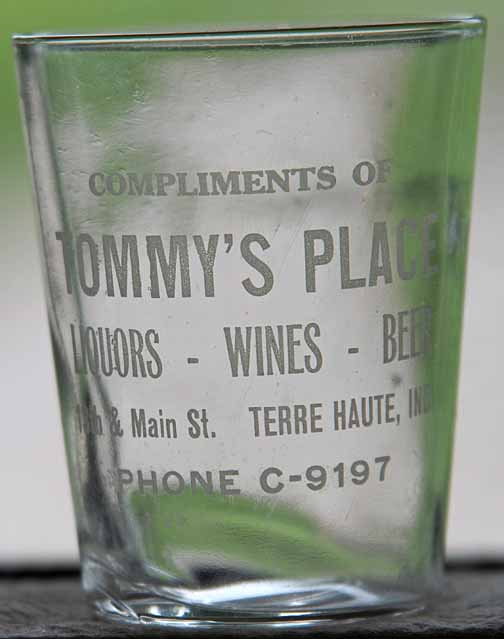 COMPLIMENTS OF
TOMMY'S PLACE
LIQUORS - WINES - BEER
& Main St. TERRE HAUTE, IND
PHONE C-9197